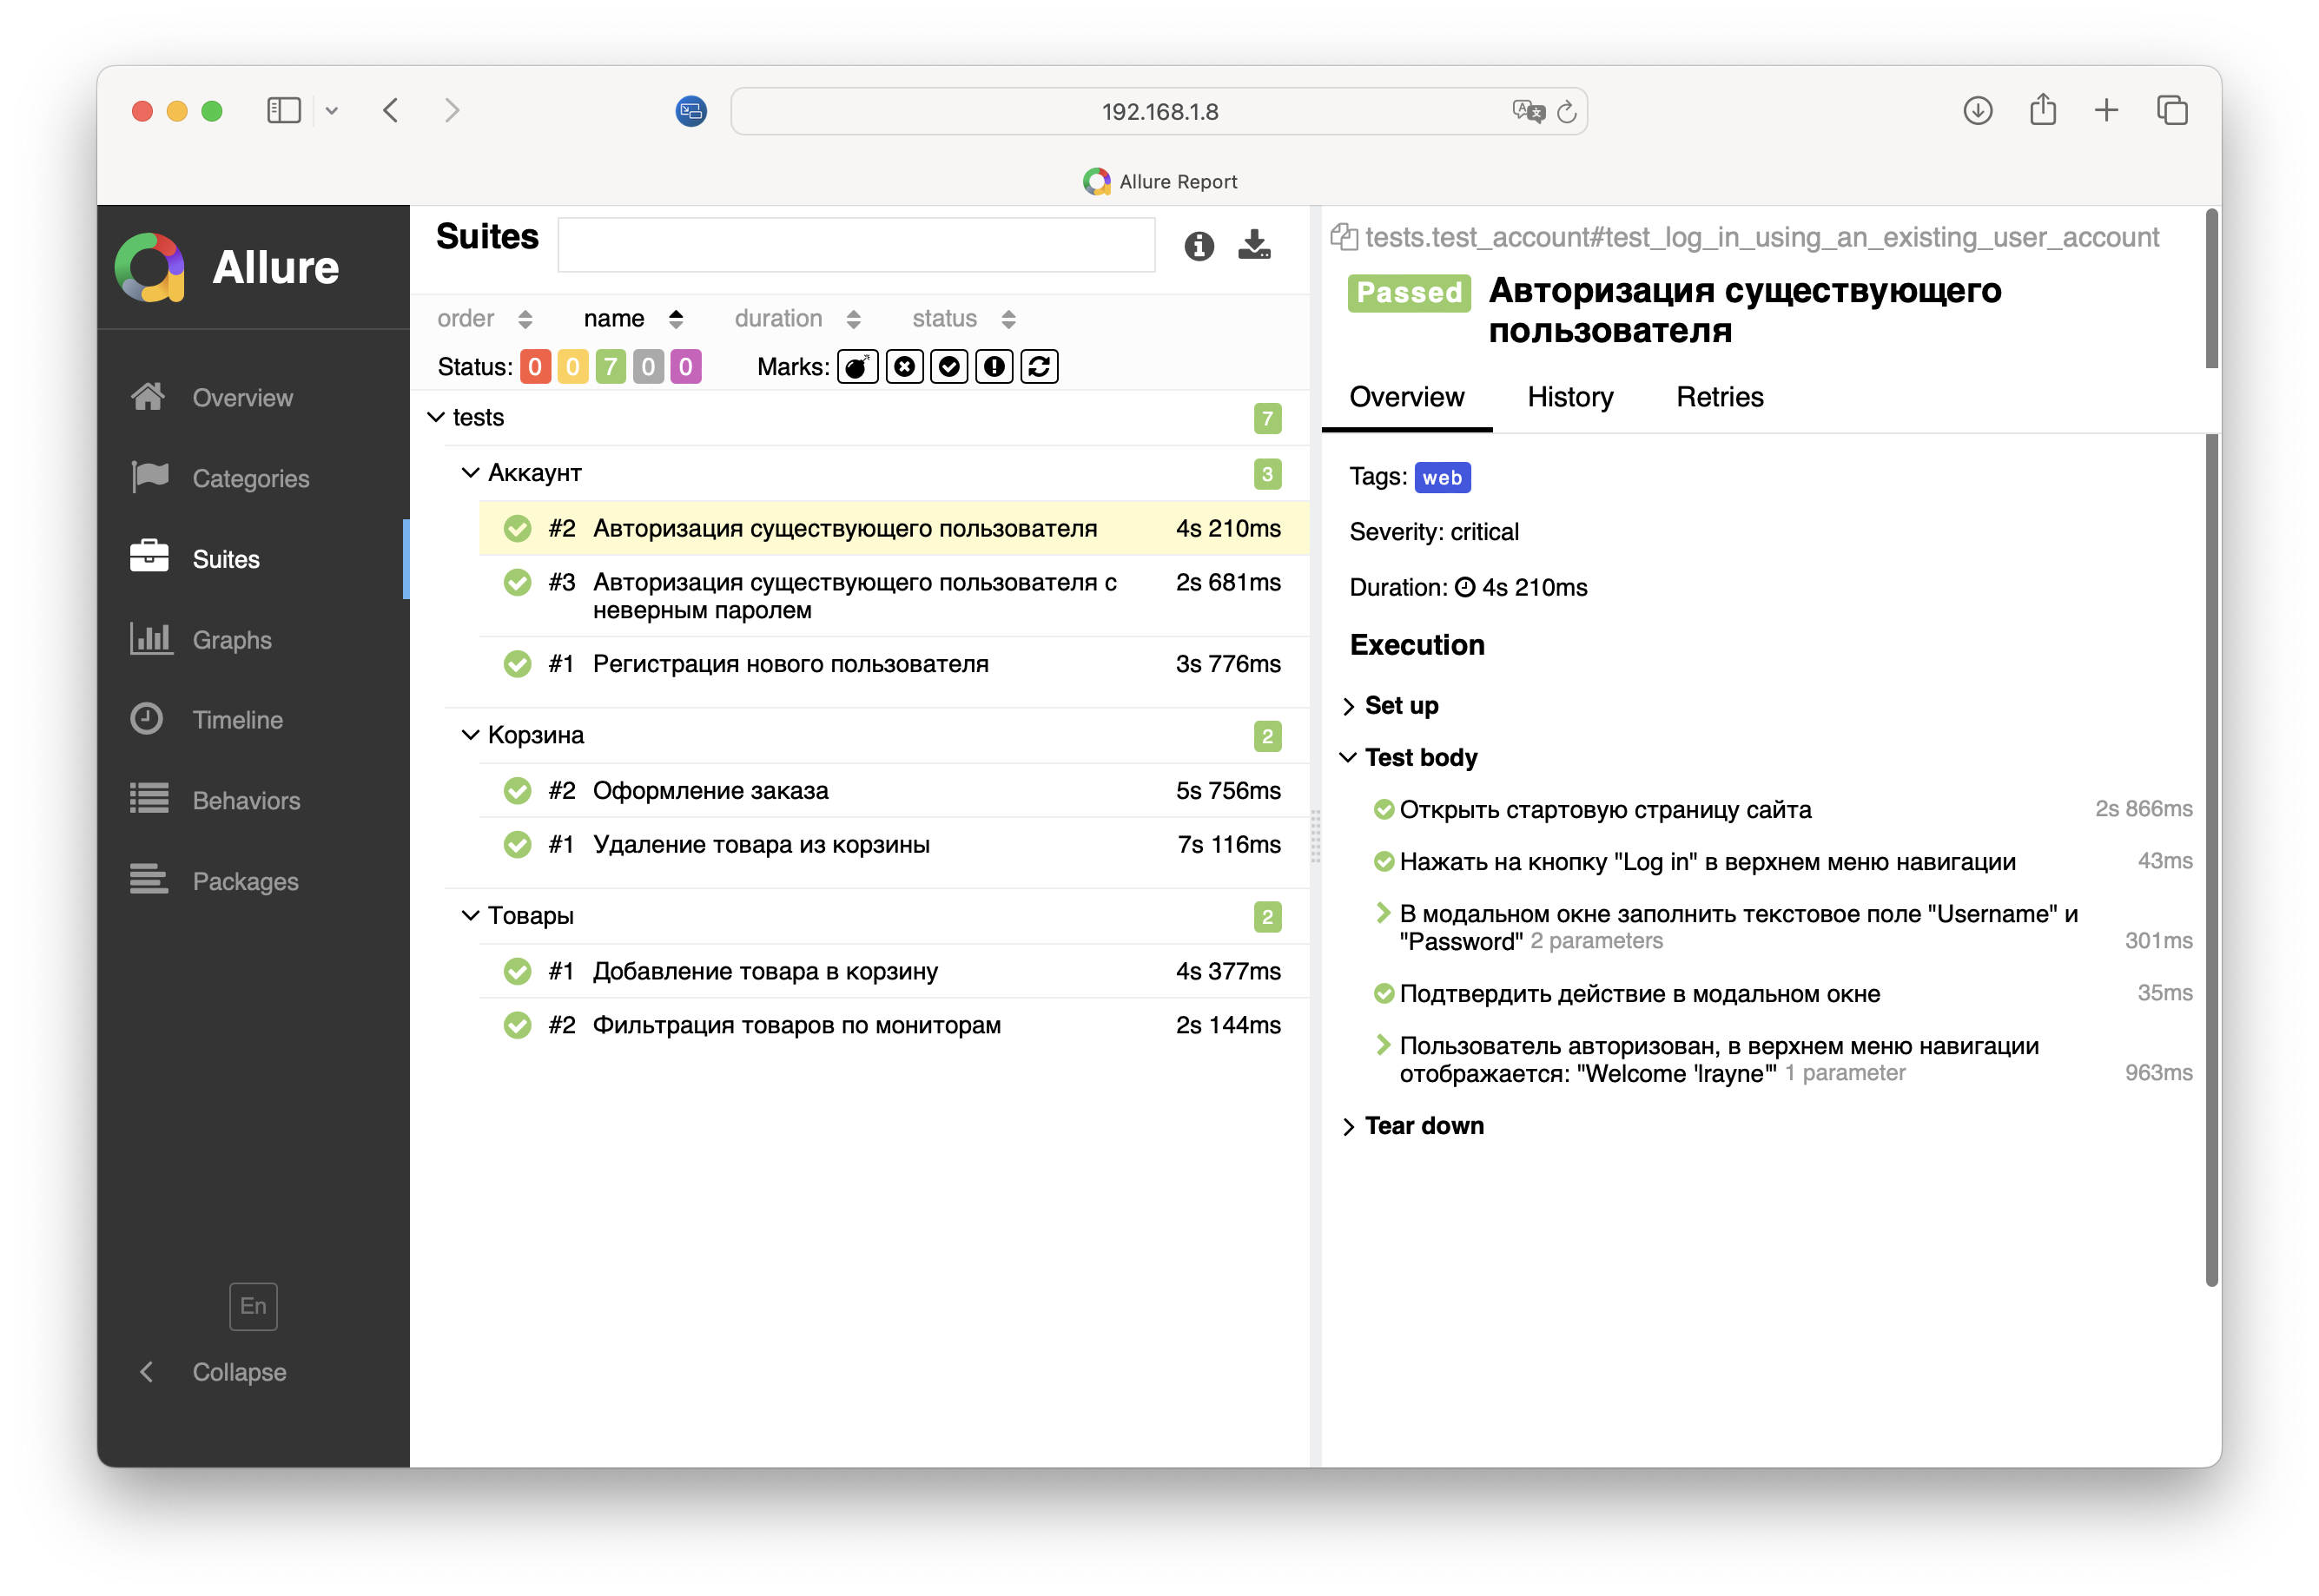 192.168.1.8
Allure Report
Allure
Overview
Categories
Suites
Graphs
Timeline
Behaviors
Packages
En
Collapse
Suites
order name duration status
Status: 0 0 7 0 0 Marks:
tests 7
Аккаунт 3
#2 Авторизация существующего пользователя 4s 210ms
#3 Авторизация существующего пользователя с 2s 681ms
неверным паролем
#1 Регистрация нового пользователя 3s 776ms
Корзина 2
#2 Оформление заказа 5s 756ms
#1 Удаление товара из корзины 7s 116ms
Товары 2
#1 Добавление товара в корзину 4s 377ms
#2 Фильтрация товаров по мониторам 2s 144ms
tests.test_account#test_log_in_using_an_existing_user_account
Passed Авторизация существующего
пользователя
Overview History Retries
Tags: web
Severity: critical
Duration: 4s 210ms
Execution
Set up
Test body
Открыть стартовую страницу сайта 2s 866ms
Нажать на кнопку "Log in" в верхнем меню навигации 43ms
В модальном окне заполнить текстовое поле "Username" и
"Password" 2 parameters 301ms
Подтвердить действие в модальном окне 35ms
Пользователь авторизован, в верхнем меню навигации
отображается: "Welcome 'lrayne'" 1 parameter 963ms
Tear down